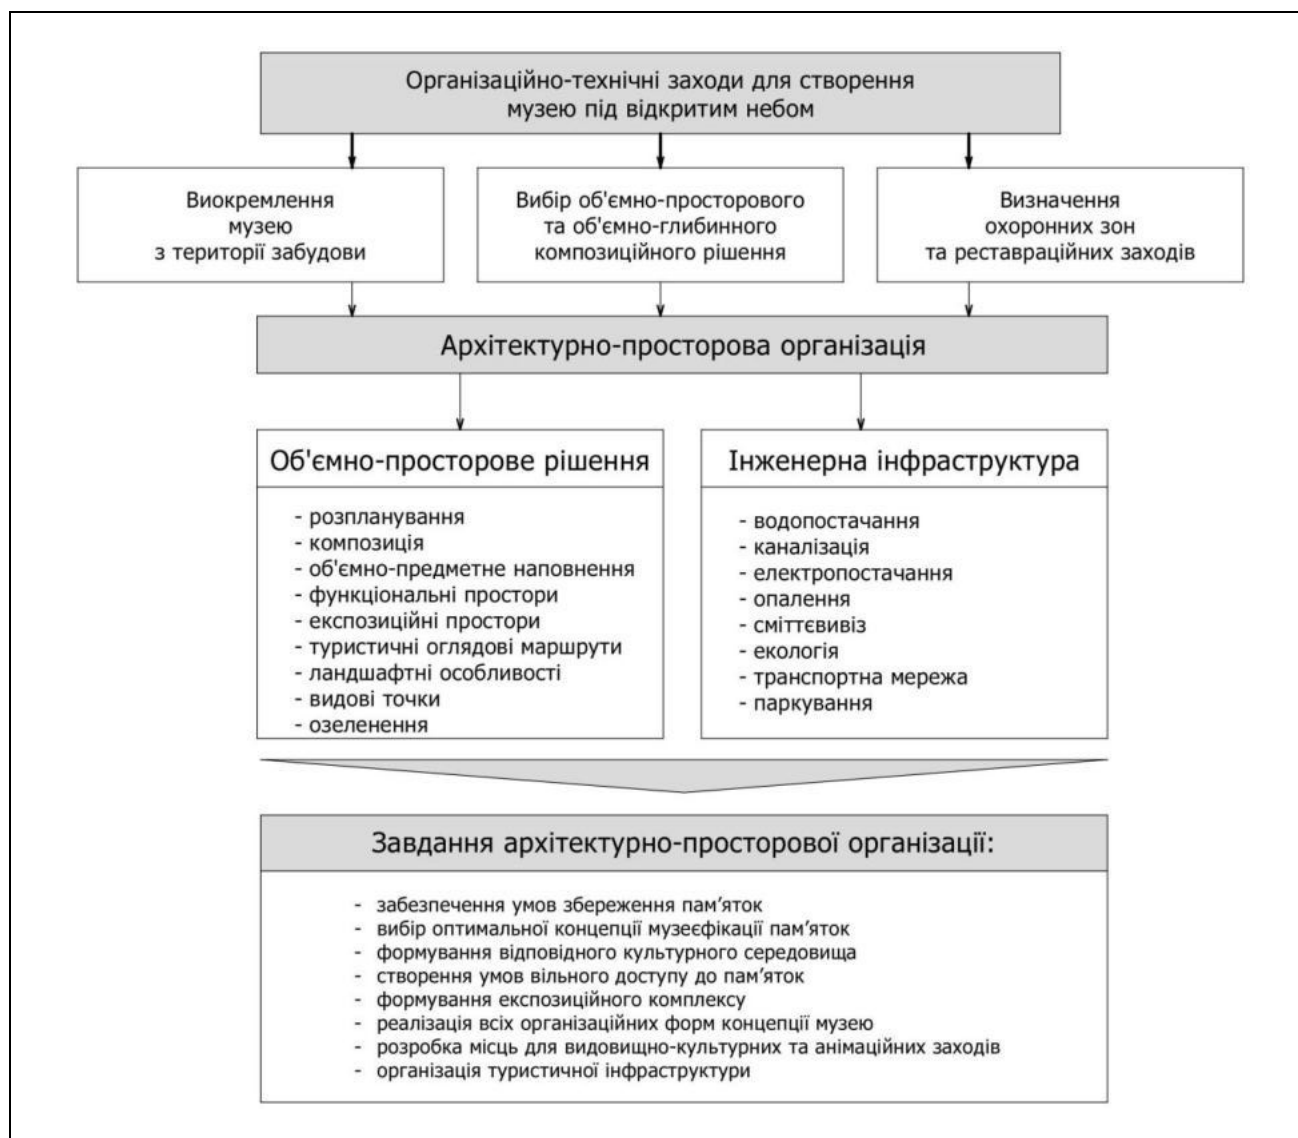 Організаційно-технічні заходи для створення
музею під відкритим небом
Виокремлення
музею
з території забудови
Вибір об'ємно-просторового
та об'ємно-глибинного
композиційного рішення
Визначення
охоронних зон
та реставраційних заходів
Архітектурно-просторова організація
Об'ємно-просторове рішення
- розпланування
- композиція
- об'ємно-предметне наповнення
- функціональні простори
- експозиційні простори
- туристичні оглядові маршрути
- ландшафтні особливості
- видові точки
- озеленення
Інженерна інфраструктура
- водопостачання
- каналізація
- електропостачання
- опалення
- сміттєвивіз
- екологія
- транспортна мережа
- паркування
Завдання архітектурно-просторової організації:
- забезпечення умов збереження пам’яток
- вибір оптимальної концепції музеєфікації пам’яток
- формування відповідного культурного середовища
- створення умов вільного доступу до пам’яток
- формування експозиційного комплексу
- реалізація всіх організаційних форм концепції музею
- розробка місць для видовищно-культурних та анімаційних заходів
- організація туристичної інфраструктури